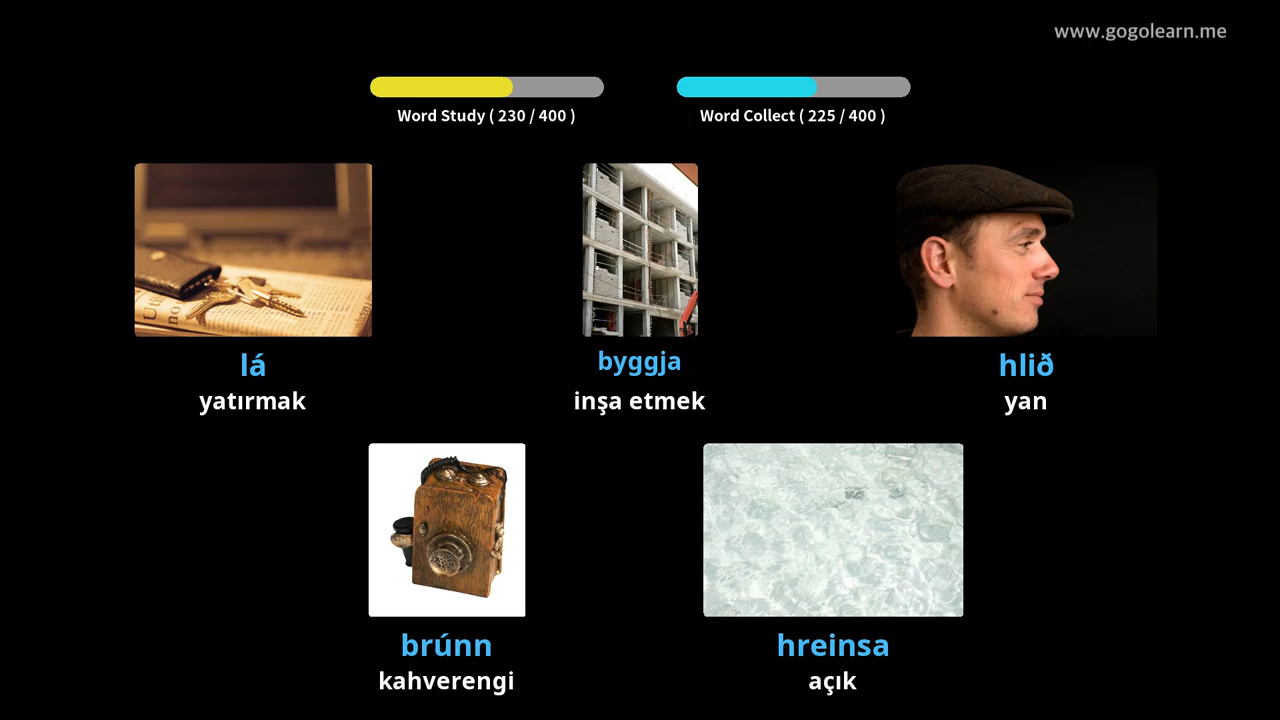 www.gogolearn.me
Word Study ( 230 / 400 )
Word Collect ( 225 / 400 )
lá
yatırmak
byggja
inşa etmek
hlið
yan
brúnn
kahverengi
hreinsa
açık